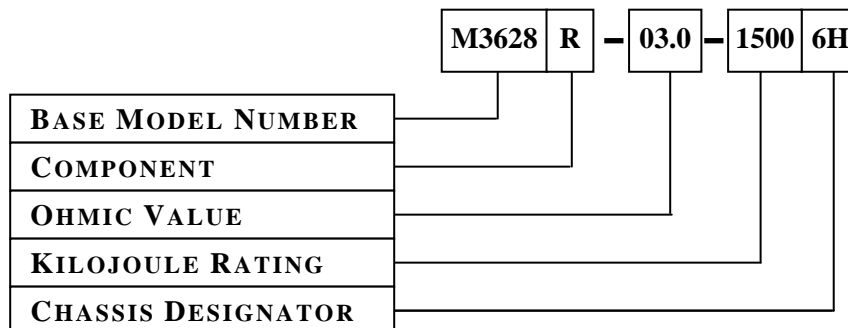 M3628 R – 03.0 – 1500 6H
BASE MODEL NUMBER
COMPONENT
OHMIC VALUE
KILOJOULE RATING
CHASSIS DESIGNATOR